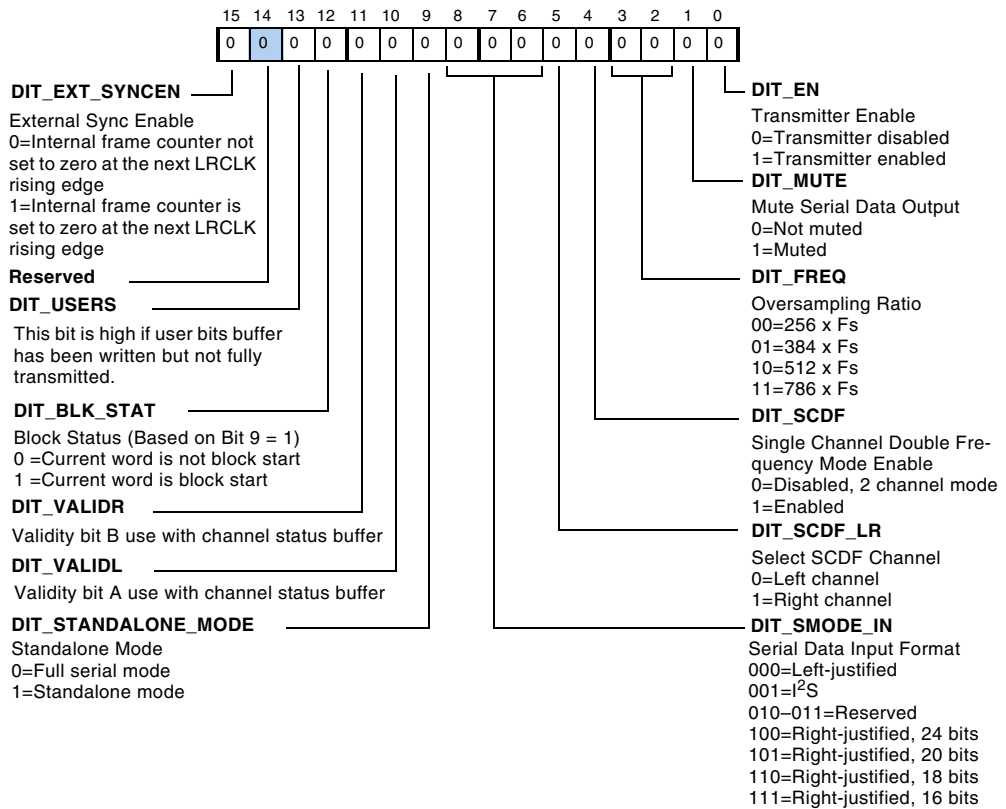 15 14 13 12 11 10 9 8 7 6 5 4 3 2 1 0
0 0 0 0 0 0 0 0 0 0 0 0 0 0 0 0
DIT_EXT_SYNCEN
External Sync Enable
0=Internal frame counter not
set to zero at the next LRCLK
rising edge
1=Internal frame counter is
set to zero at the next LRCLK
rising edge
Reserved
DIT_USERS
This bit is high if user bits buffer
has been written but not fully
transmitted.
DIT_BLK_STAT
Block Status (Based on Bit 9 = 1)
0 =Current word is not block start
1 =Current word is block start
DIT_VALIDR
Validity bit B use with channel status buffer
DIT_VALIDL
Validity bit A use with channel status buffer
DIT_STANDALONE_MODE
Standalone Mode
0=Full serial mode
1=Standalone mode
DIT_EN
Transmitter Enable
0=Transmitter disabled
1=Transmitter enabled
DIT_MUTE
Mute Serial Data Output
0=Not muted
1=Muted
DIT_FREQ
Oversampling Ratio
00=256 x Fs
01=384 x Fs
10=512 x Fs
11=786 x Fs
DIT_SCDF
Single Channel Double Fre-
quency Mode Enable
0=Disabled, 2 channel mode
1=Enabled
DIT_SCDF_LR
Select SCDF Channel
0=Left channel
1=Right channel
DIT_SMODE_IN
Serial Data Input Format
000=Left-justified
001=I²S
010–011=Reserved
100=Right-justified, 24 bits
101=Right-justified, 20 bits
110=Right-justified, 18 bits
111=Right-justified, 16 bits